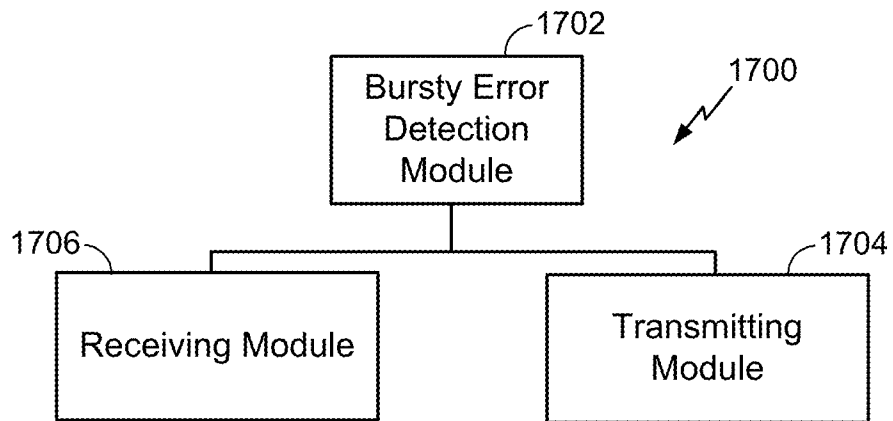 1702
1700
Bursty Error
Detection
Module
1706
1704
Receiving Module
Transmitting
Module